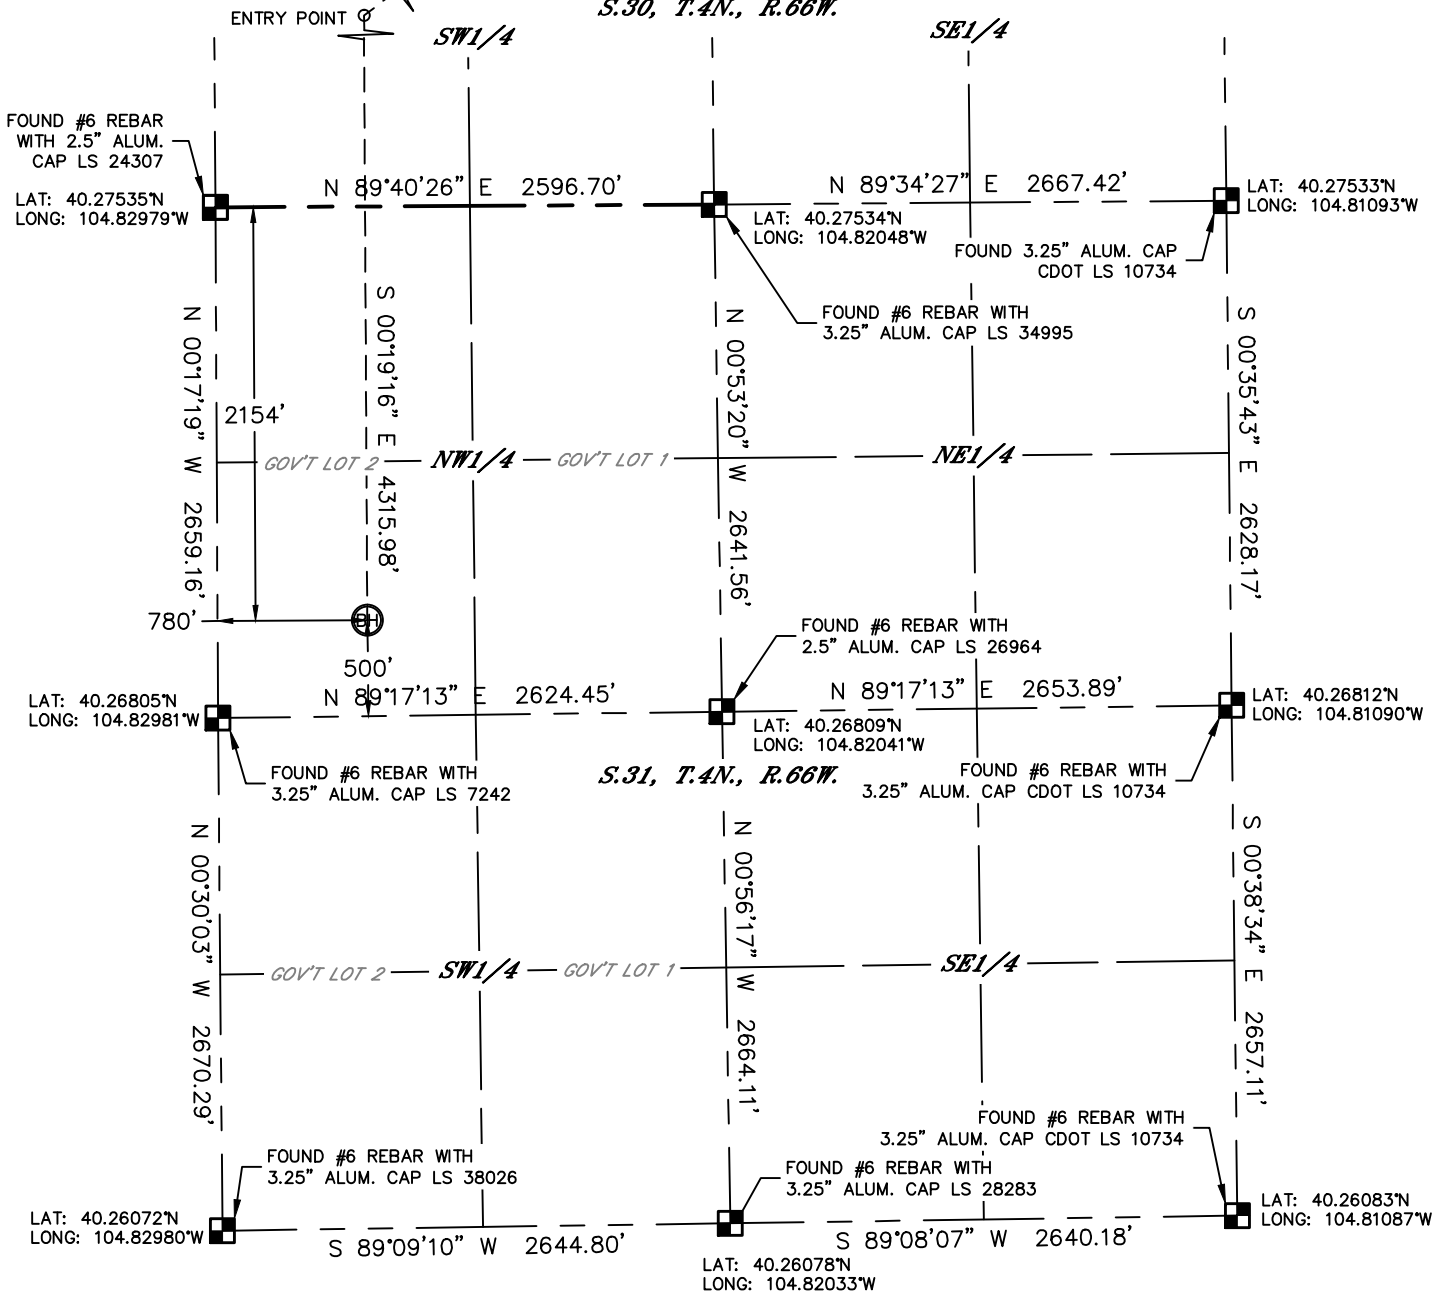 S.30, T.4N., R.66W.
ENTRY POINT
SW1/4
SE1/4
FOUND #6 REBAR
WITH 2.5" ALUM.
CAP LS 24307
LAT: 40.27535°N
LONG: 104.82979°W
N 89°40'26" E 2596.70'
N 89°34'27" E 2667.42'
LAT: 40.27533°N
LONG: 104.81093°W
LAT: 40.27534°N
LONG: 104.82048°W
FOUND 3.25" ALUM. CAP
CDOT LS 10734
FOUND #6 REBAR WITH
3.25" ALUM. CAP LS 34995
N 00°17'19" W 2659.16'
S 00°19'16" E 4315.98'
N 00°53'20" W 2641.56'
S 00°35'43" E 2628.17'
2154'
GOV'T LOT 2
NW1/4
GOV'T LOT 1
NE1/4
780'
BH
500'
FOUND #6 REBAR WITH
2.5" ALUM. CAP LS 26964
N 89°17'13" E 2624.45'
N 89°17'13" E 2653.89'
LAT: 40.26805°N
LONG: 104.82981°W
LAT: 40.26809°N
LONG: 104.82041°W
LAT: 40.26812°N
LONG: 104.81090°W
FOUND #6 REBAR WITH
3.25" ALUM. CAP LS 7242
S.31, T.4N., R.66W.
FOUND #6 REBAR WITH
3.25" ALUM. CAP CDOT LS 10734
N 00°30'03" W 2670.29'
N 00°56'17" W 2664.11'
S 00°38'34" E 2657.11'
GOV'T LOT 2
SW1/4
GOV'T LOT 1
SE1/4
FOUND #6 REBAR WITH
3.25" ALUM. CAP CDOT LS 10734
FOUND #6 REBAR WITH
3.25" ALUM. CAP LS 38026
FOUND #6 REBAR WITH
3.25" ALUM. CAP LS 28283
LAT: 40.26072°N
LONG: 104.82980°W
S 89°09'10" W 2644.80'
S 89°08'07" W 2640.18'
LAT: 40.26083°N
LONG: 104.81087°W
LAT: 40.26078°N
LONG: 104.82033°W